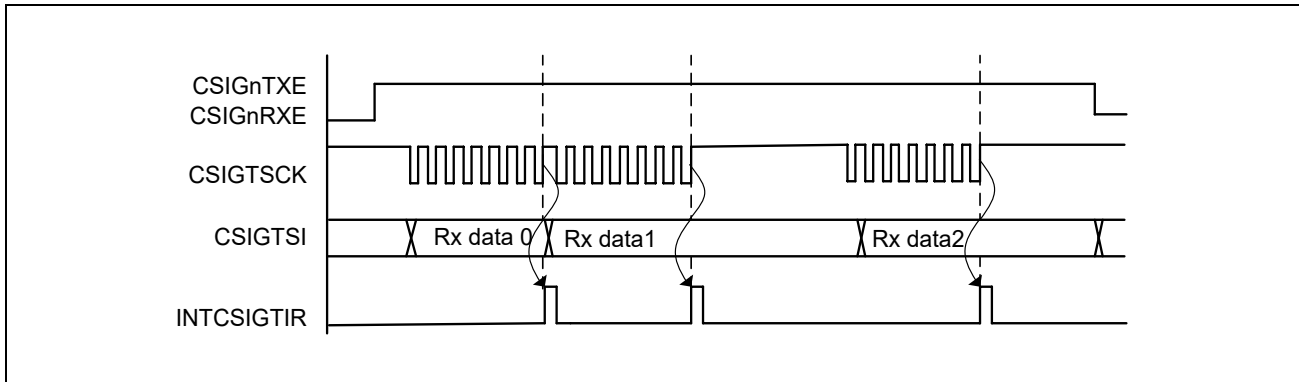 CSIGnTXE
CSIGnRXE
CSIGTSCK
CSIGTSI
Rx data 0
Rx data1
Rx data2
INTCSIGTIR